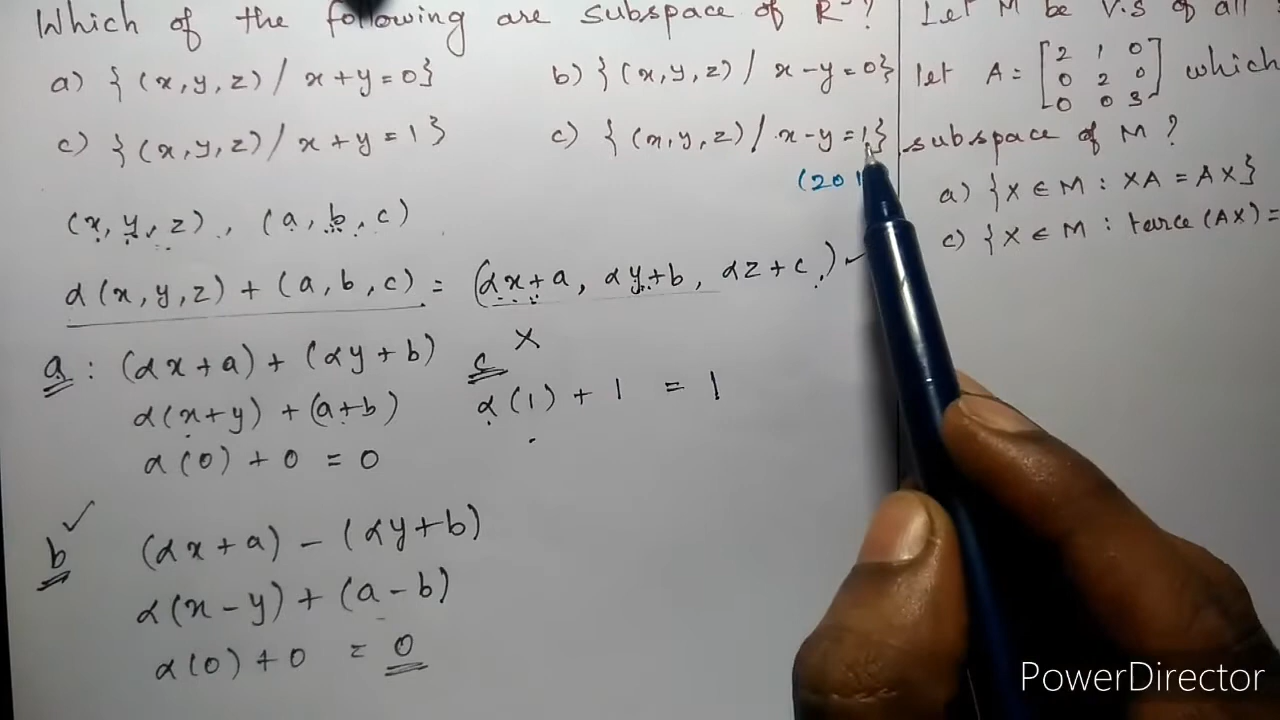 Which of the following are subspace of R³?
a) { (x, y, z) / x + y = 0}
b) { (x, y, z) / x - y = 0}
c) { (x, y, z) / x + y = 1 }
c) { (x, y, z) / x - y = 1}
(201
(x, y, z) , (a, b, c)
α(x, y, z) + (a, b, c) = (αx + a, αy + b, αz + c) ✓
a : (αx + a) + (αy + b)
α(x+y) + (a+b)
α(0) + 0 = 0
c ×
α(1) + 1 = 1
b ✓
(αx + a) - (αy + b)
α(x - y) + (a - b)
α(0) + 0 = 0
Let M be V.S of all
let A = [2 1 0
0 2 0
0 0 3] which
subspace of M ?
a) {X ∈ M : XA = AX}
c) {X ∈ M : terce (AX) =
PowerDirector